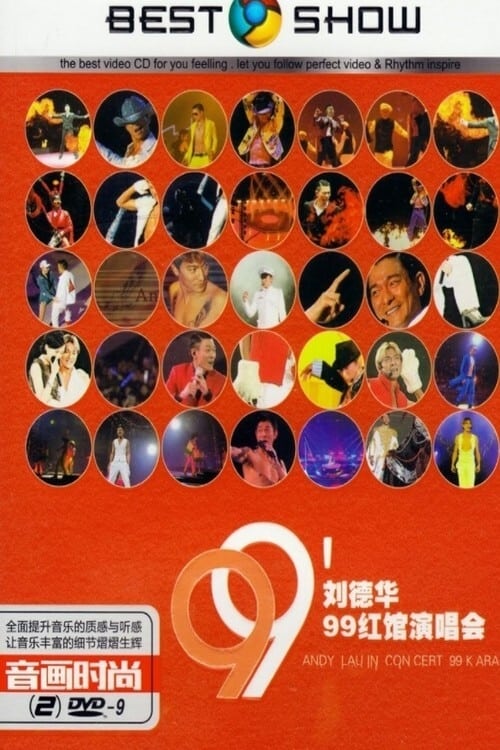 BEST SHOW
the best video CD for you feelling . let you follow perfect video & Rhythm inspire
99'
刘德华
99红馆演唱会
ANDY LAU IN CONCERT 99 KARA
全面提升音乐的质感与听感
让音乐丰富的细节熠熠生辉
音画时尚
(2) DVD-9